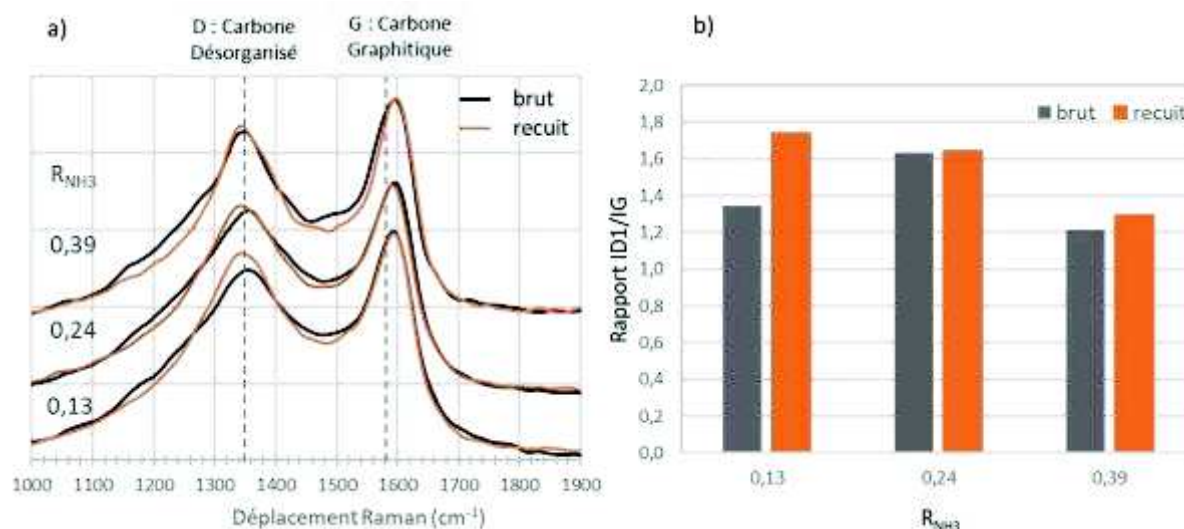 a)
D : Carbone
Désorganisé
G : Carbone
Graphitique
brut
recuit
RNH3
0,39
0,24
0,13
1000 1100 1200 1300 1400 1500 1600 1700 1800 1900
Déplacement Raman (cm⁻¹)
b)
brut recuit
2,0
1,8
1,6
1,4
1,2
1,0
0,8
0,6
0,4
0,2
0,0
Rapport ID1/IG
0,13 0,24 0,39
RNH3